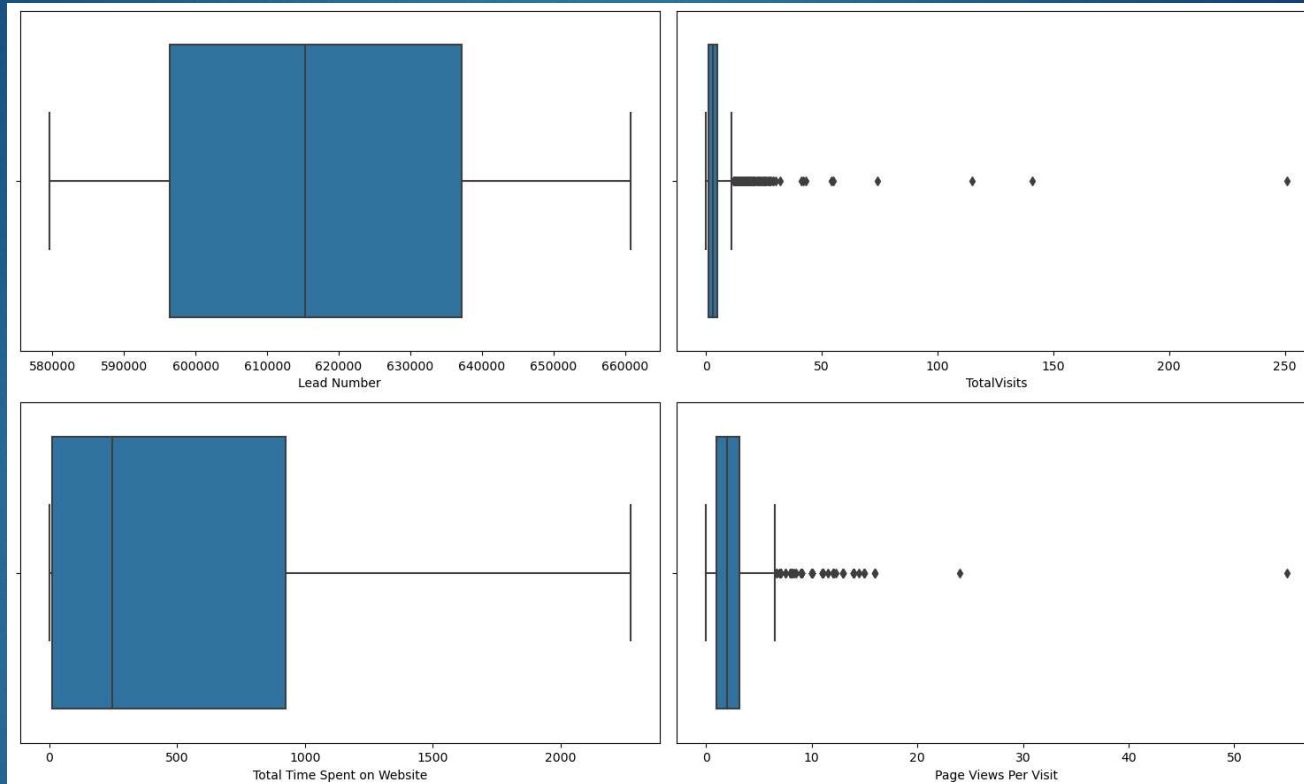 580000 590000 600000 610000 620000 630000 640000 650000 660000
Lead Number
0 50 100 150 200 250
TotalVisits
0 500 1000 1500 2000
Total Time Spent on Website
0 10 20 30 40 50
Page Views Per Visit